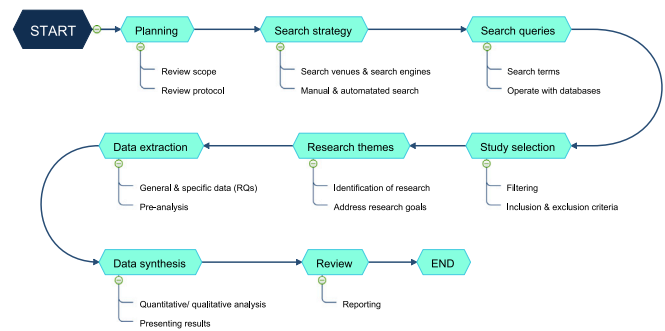 START
Planning
Search strategy
Search queries
Review scope
Review protocol
Search venues & search engines
Manual & automatated search
Search terms
Operate with databases
Study selection
Research themes
Data extraction
Filtering
Inclusion & exclusion criteria
Identification of research
Address research goals
General & specific data (RQs)
Pre-analysis
Data synthesis
Review
END
Quantitative/ qualitative analysis
Presenting results
Reporting